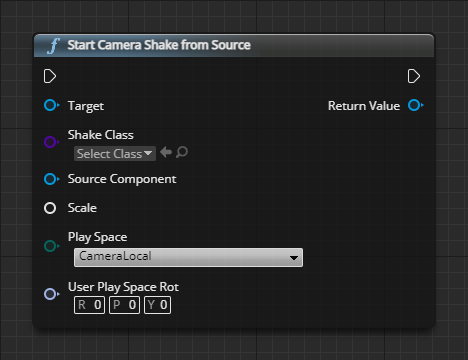 f Start Camera Shake from Source
Target Return Value
Shake Class
Select Class
Source Component
Scale
Play Space
CameraLocal
User Play Space Rot
R 0 P 0 Y 0